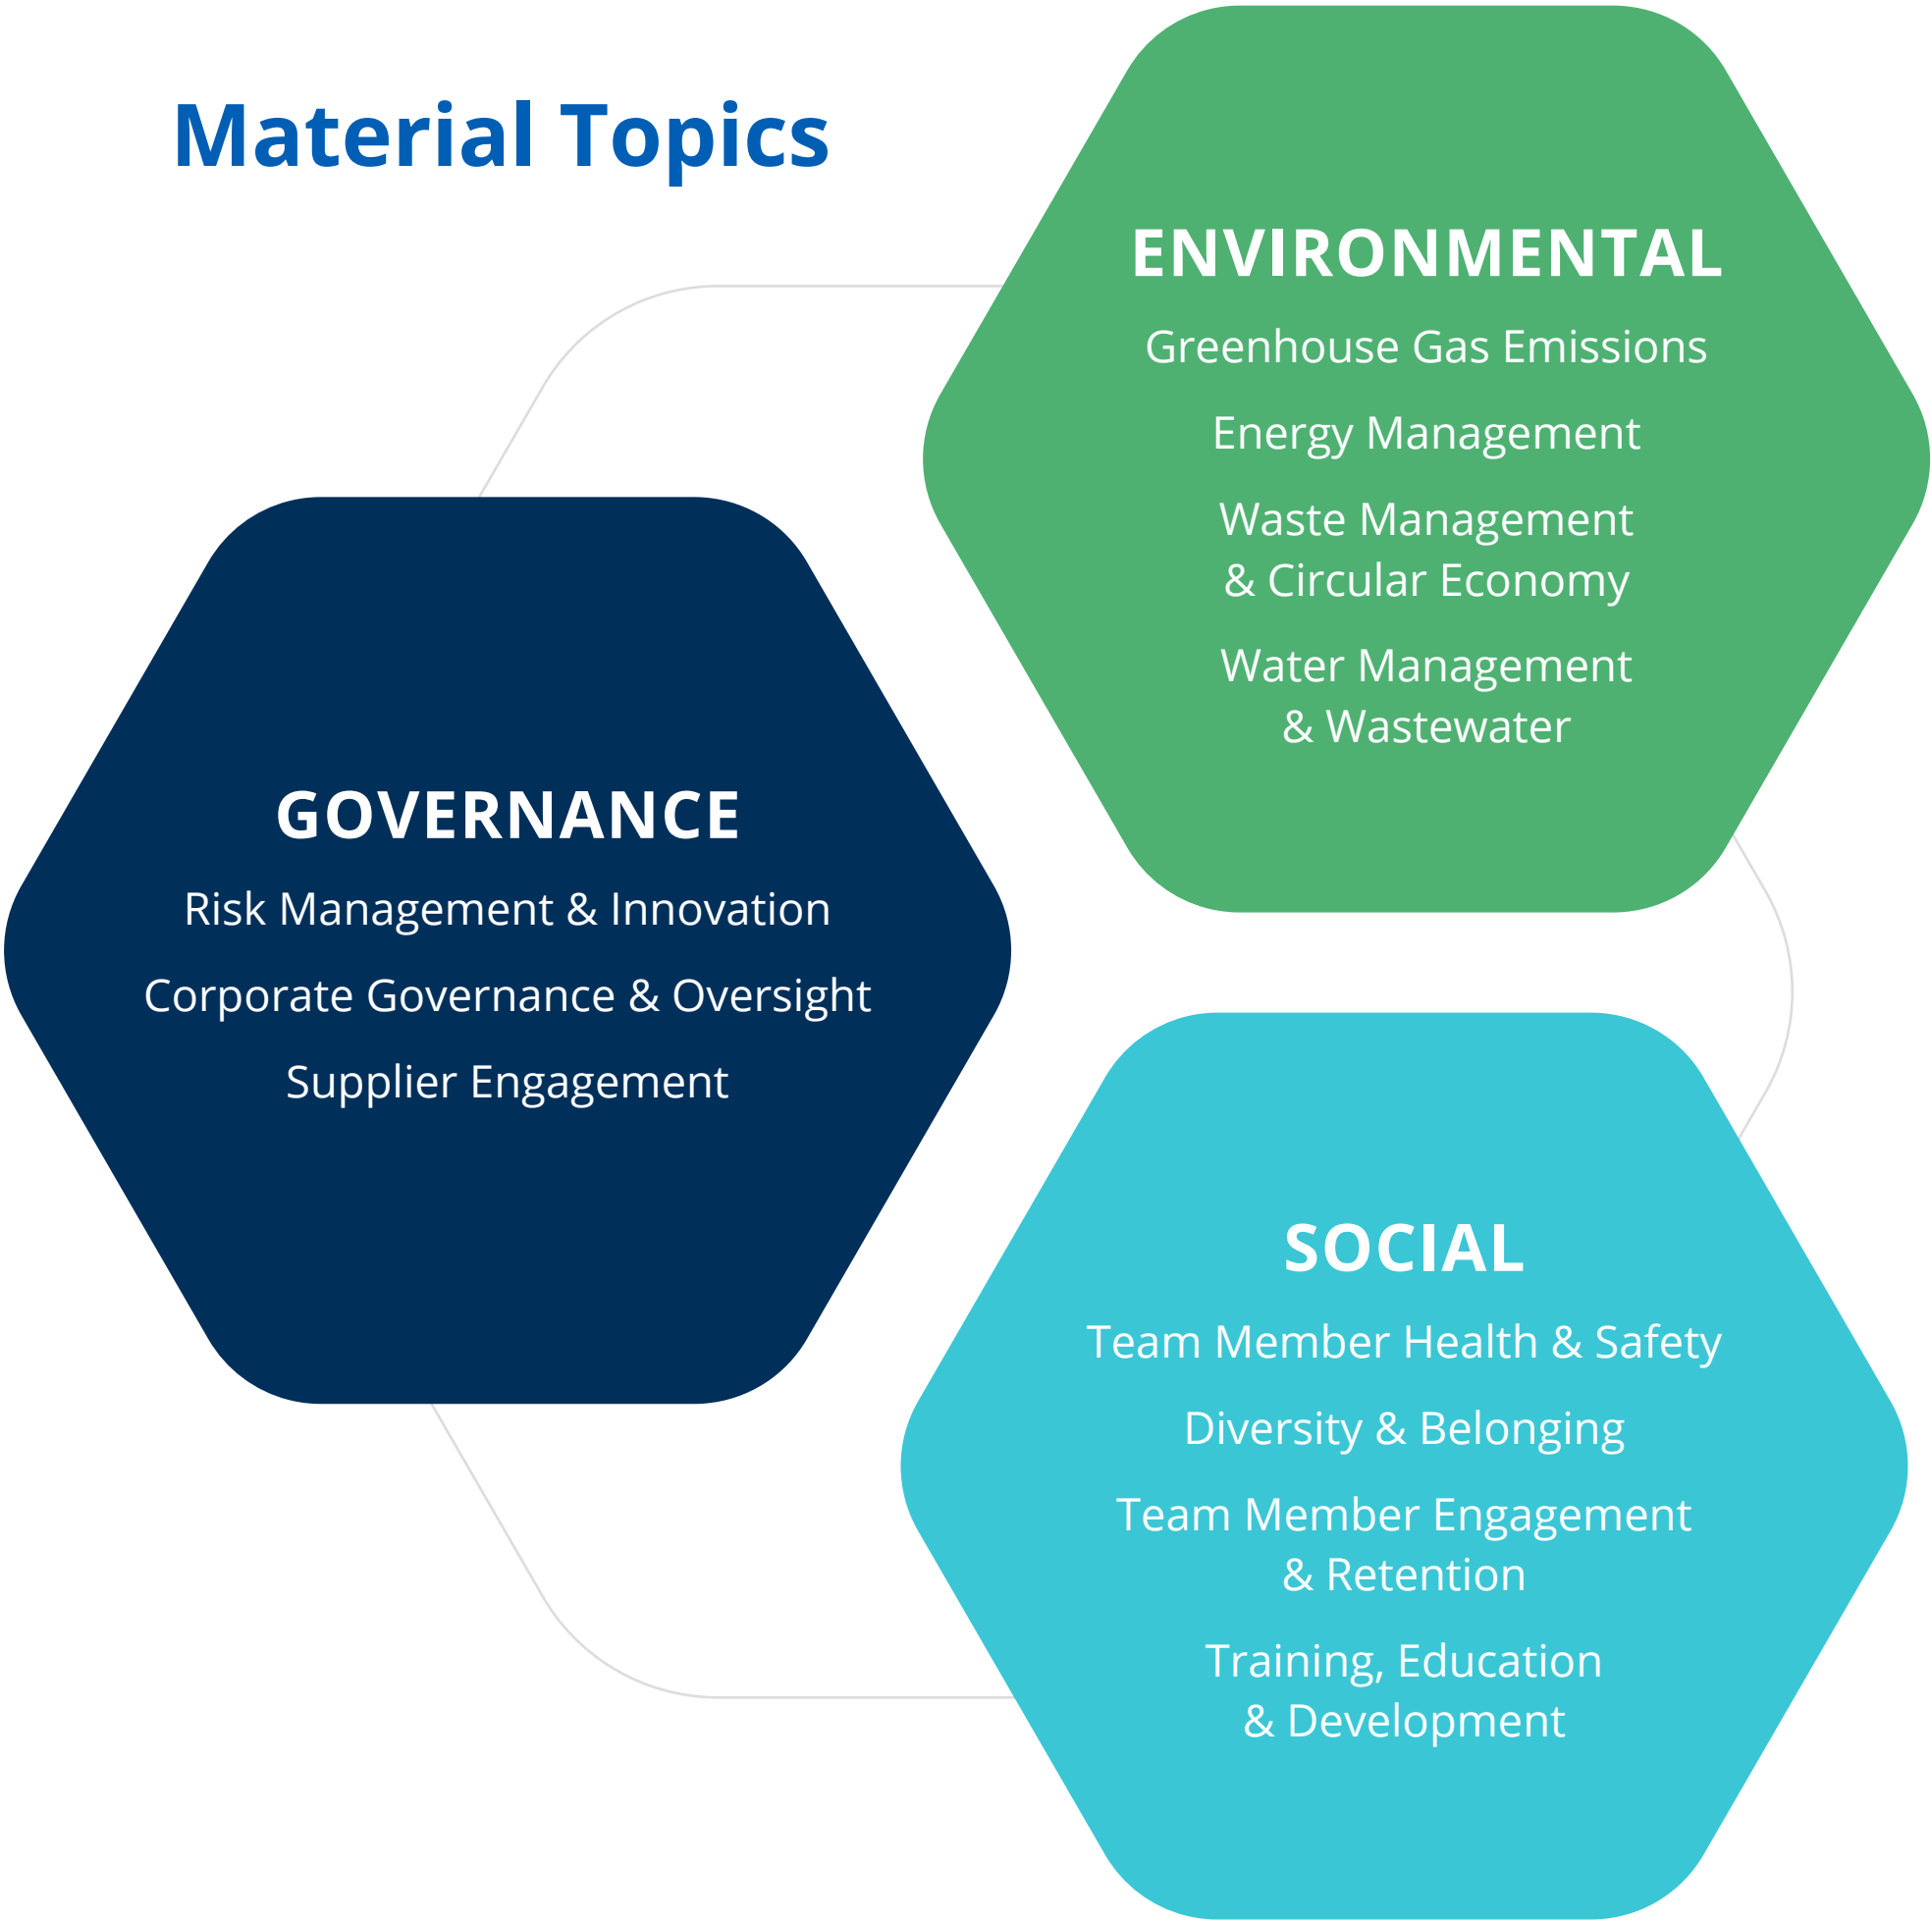 Material Topics
ENVIRONMENTAL
Greenhouse Gas Emissions
Energy Management
Waste Management
& Circular Economy
Water Management
& Wastewater
GOVERNANCE
Risk Management & Innovation
Corporate Governance & Oversight
Supplier Engagement
SOCIAL
Team Member Health & Safety
Diversity & Belonging
Team Member Engagement
& Retention
Training, Education
& Development